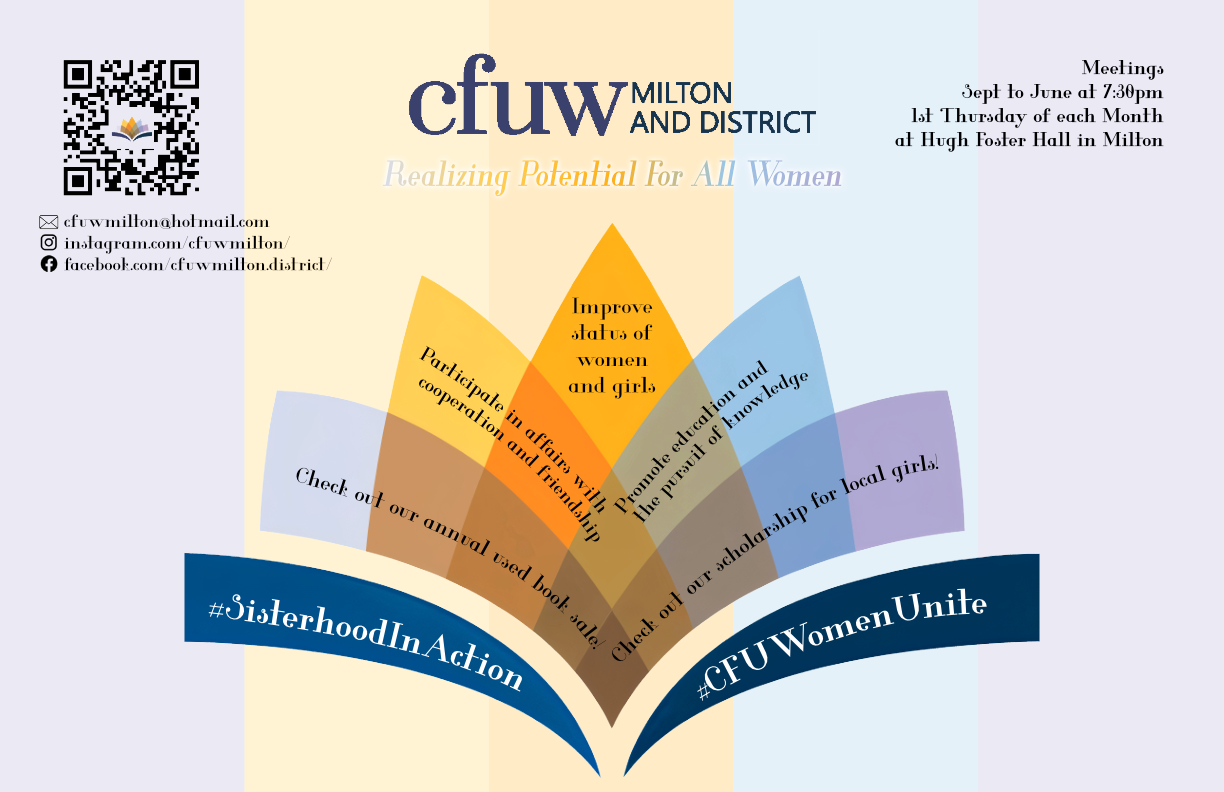 cfuw MILTON
AND DISTRICT
Realizing Potential For All Women
Meetings
Sept to June at 7:30pm
1st Thursday of each Month
at Hugh Foster Hall in Milton
cfuwmilton@hotmail.com
instagram.com/cfuwmilton/
facebook.com/cfuwmilton.district/
Improve
status of
women
and girls
Participate in affairs with
cooperation and friendship
Promote education and
the pursuit of knowledge
Check out our annual used book sale!
Check out our scholarship for local girls!
#SisterhoodInAction
#CFUWomenUnite